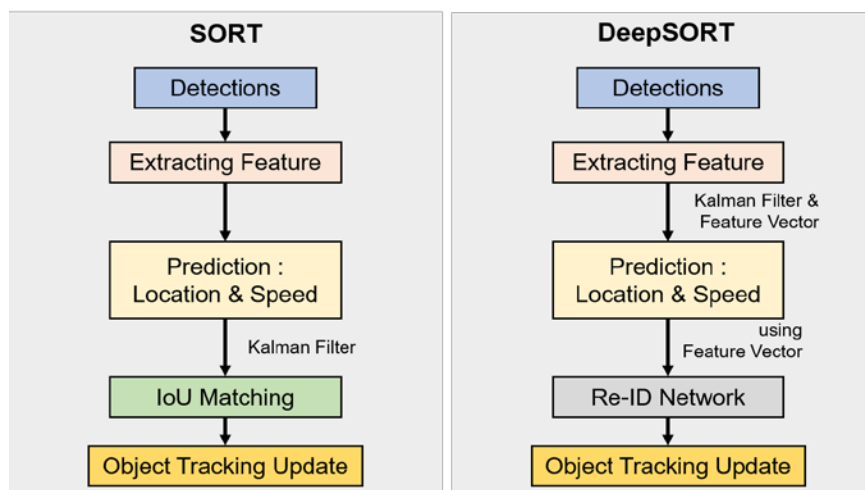 SORT
Detections
Extracting Feature
Prediction :
Location & Speed
Kalman Filter
IoU Matching
Object Tracking Update
DeepSORT
Detections
Extracting Feature
Kalman Filter &
Feature Vector
Prediction :
Location & Speed
using
Feature Vector
Re-ID Network
Object Tracking Update